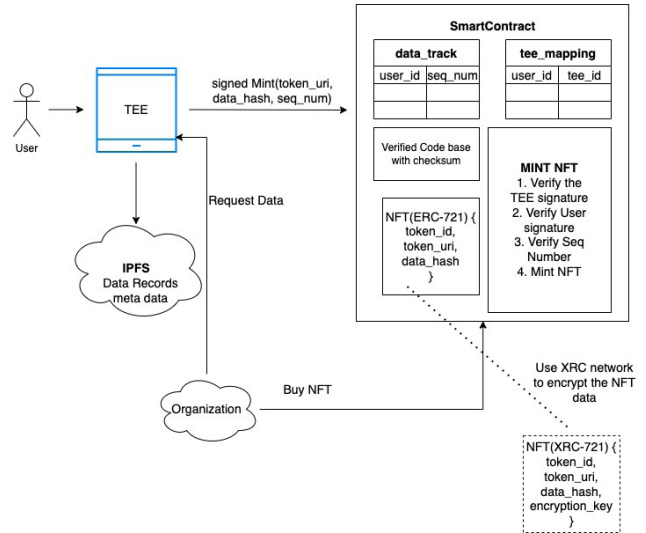 SmartContract
data_track
user_id seq_num
tee_mapping
user_id tee_id
signed Mint(token_uri,
data_hash, seq_num)
TEE
User
Verified Code base
with checksum
MINT NFT
1. Verify the
TEE signature
2. Verify User
signature
3. Verify Seq
Number
4. Mint NFT
Request Data
NFT(ERC-721) {
token_id,
token_uri,
data_hash
}
IPFS
Data Records
meta data
Use XRC network
to encrypt the NFT
data
Buy NFT
Organization
NFT(XRC-721) {
token_id,
token_uri,
data_hash,
encryption_key
}